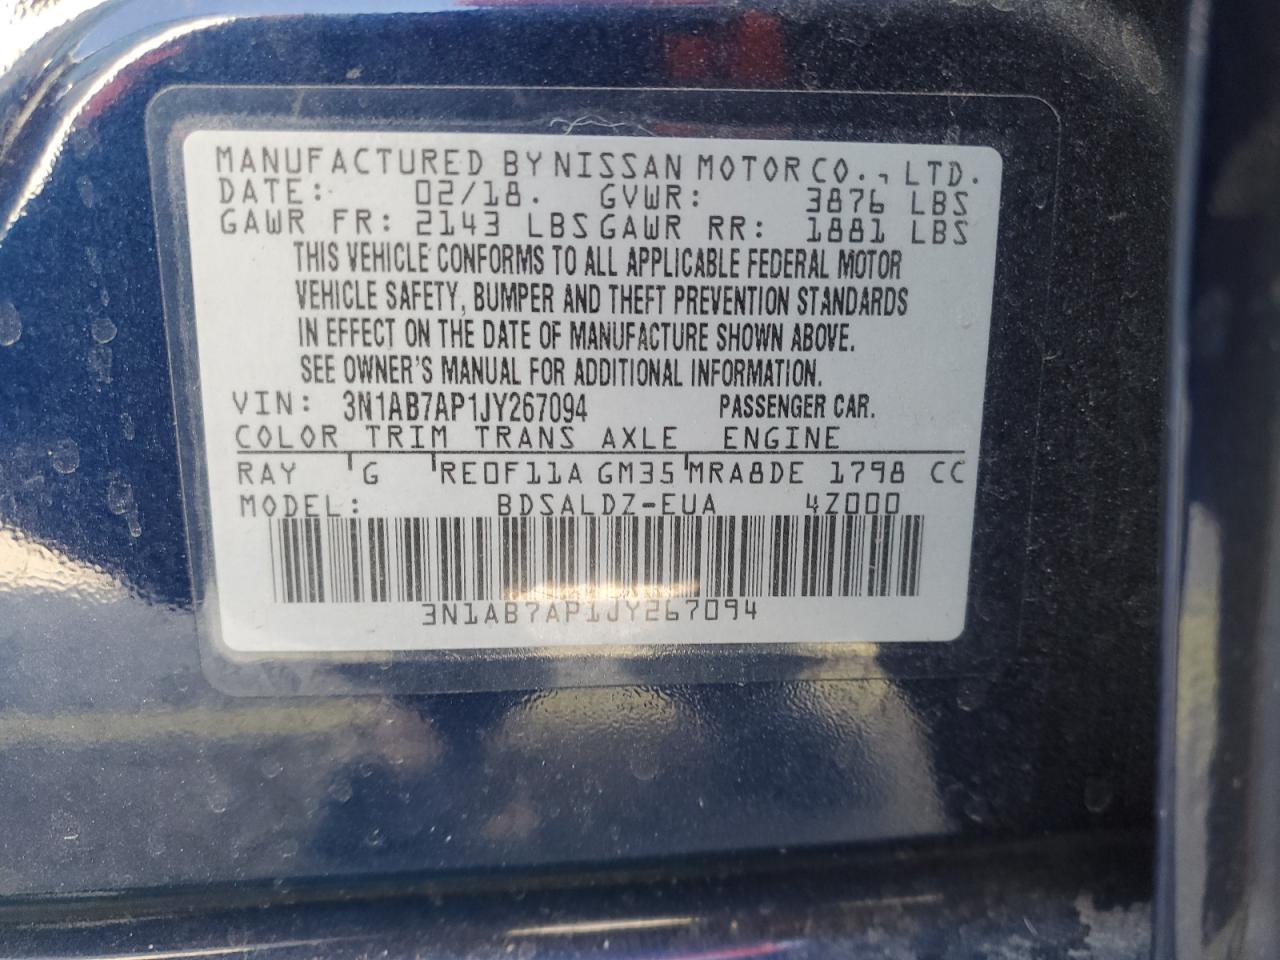 MANUFACTURED BY NISSAN MOTOR CO., LTD.
DATE: 02/18. GVWR: 3876 LBS
GAWR FR: 2143 LBS GAWR RR: 1881 LBS
THIS VEHICLE CONFORMS TO ALL APPLICABLE FEDERAL MOTOR
VEHICLE SAFETY, BUMPER AND THEFT PREVENTION STANDARDS
IN EFFECT ON THE DATE OF MANUFACTURE SHOWN ABOVE.
SEE OWNER'S MANUAL FOR ADDITIONAL INFORMATION.
VIN: 3N1AB7AP1JY267094 PASSENGER CAR.
COLOR TRIM TRANS AXLE ENGINE
RAY G RE0F11A GM35 MRA8DE 1798 CC
MODEL: BDSALDZ-EUA 4Z000
3N1AB7AP1JY267094